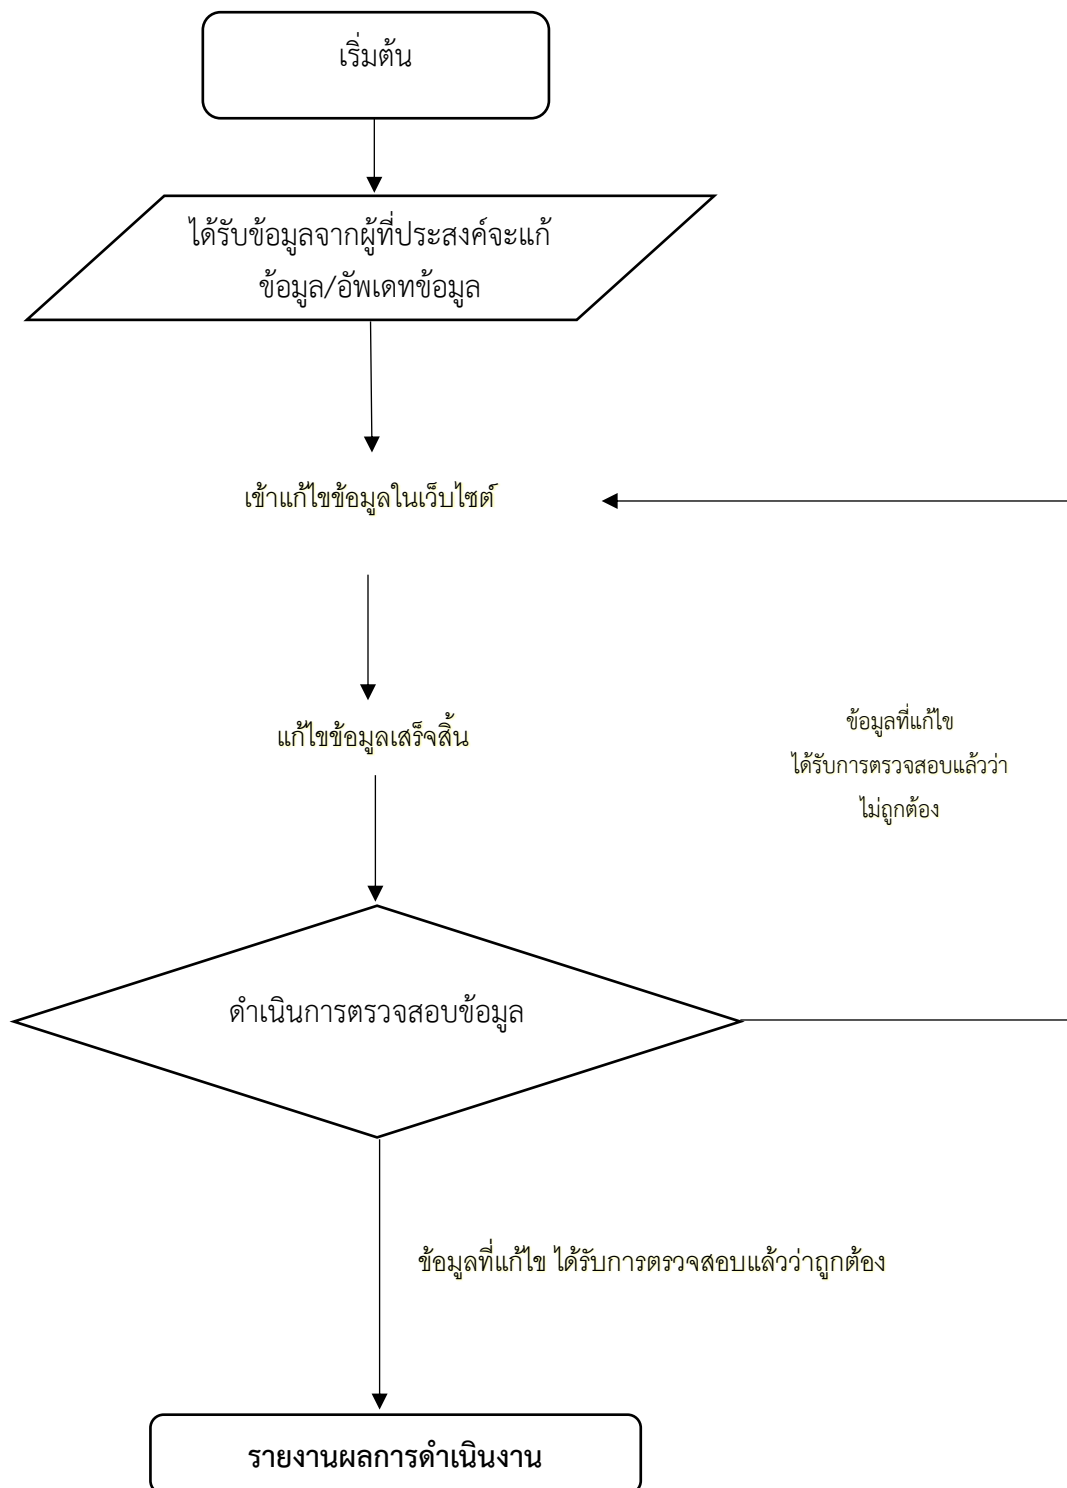 เริ่มต้น
ได้รับข้อมูลจากผู้ที่ประสงค์จะแก้
ข้อมูล/อัพเดทข้อมูล
เข้าแก้ไขข้อมูลในเว็บไซต์
แก้ไขข้อมูลเสร็จสิ้น
ข้อมูลที่แก้ไข
ได้รับการตรวจสอบแล้วว่า
ไม่ถูกต้อง
ดำเนินการตรวจสอบข้อมูล
ข้อมูลที่แก้ไข ได้รับการตรวจสอบแล้วว่าถูกต้อง
รายงานผลการดำเนินงาน